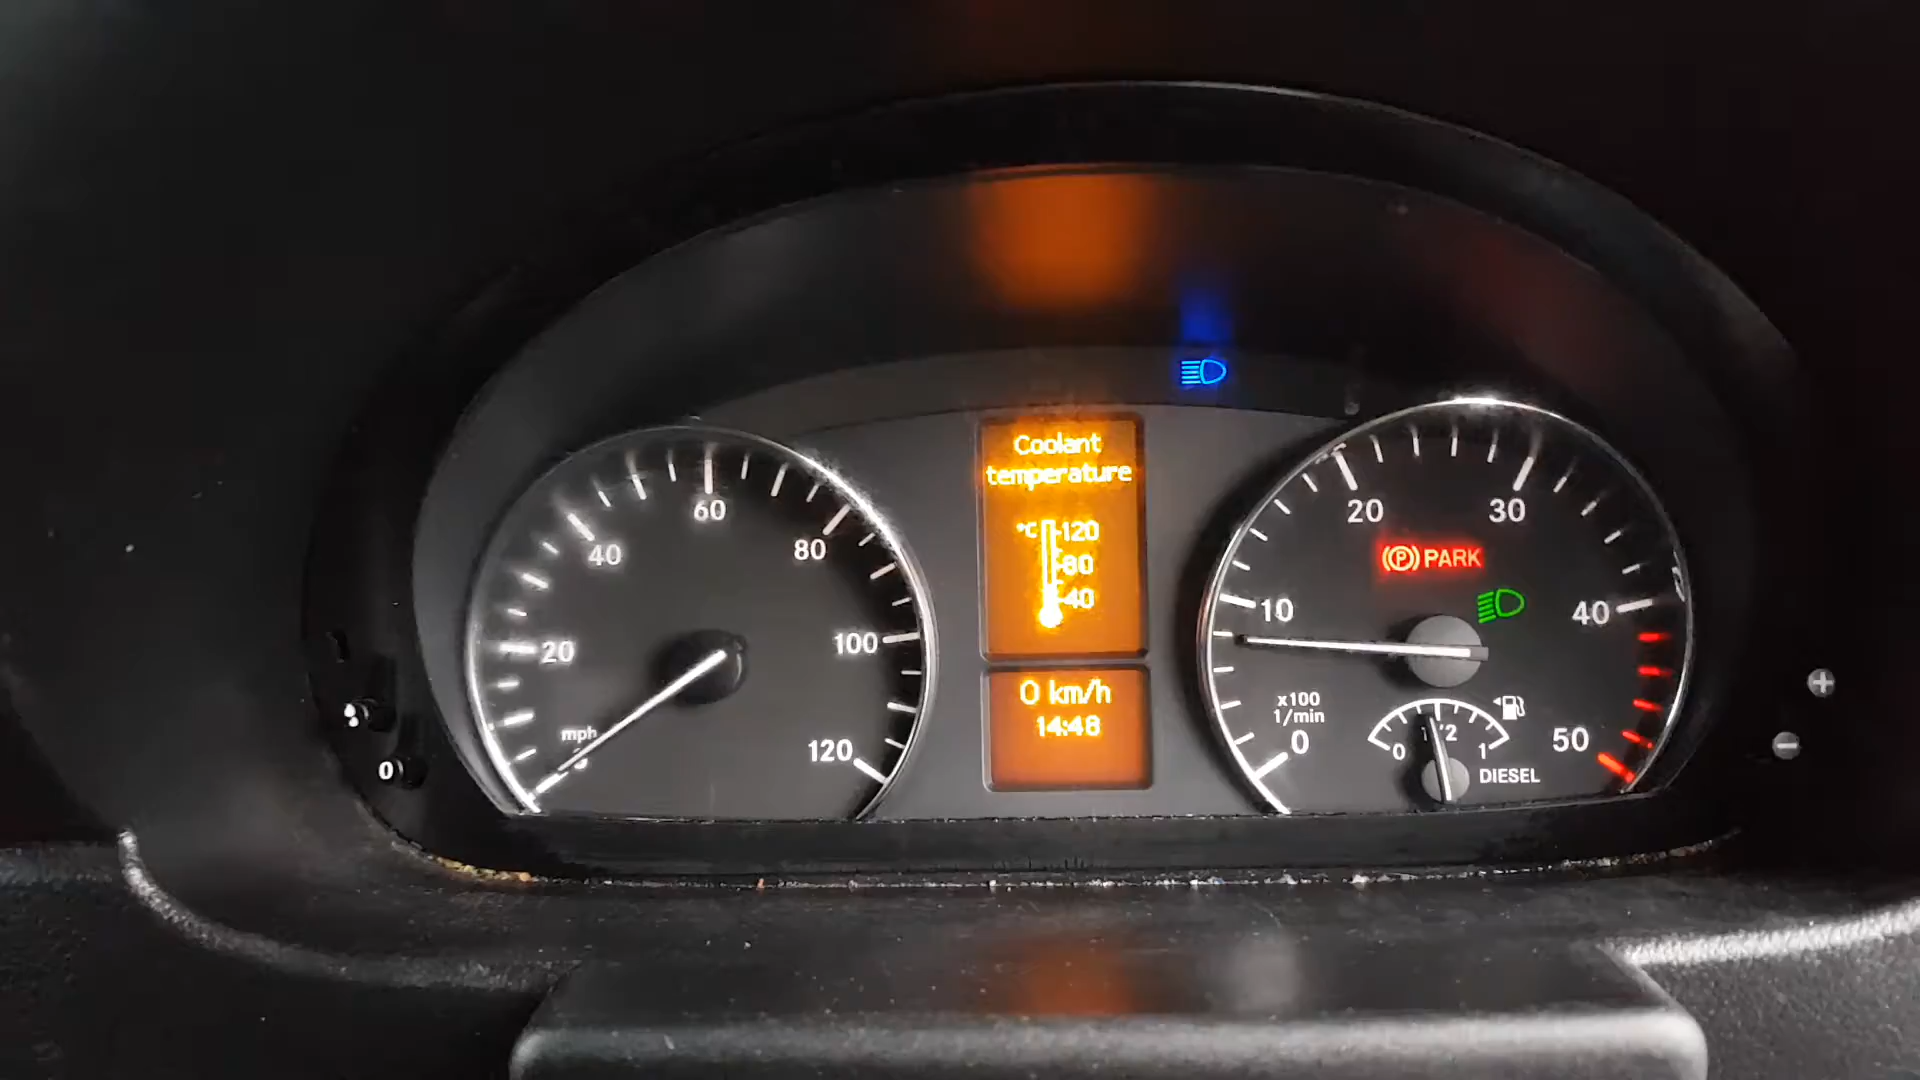 Coolant
temperature
°C
120
80
40
0 km/h
14:48
mph
20
40
60
80
100
120
0
10
20
30
40
50
(P) PARK
x100
1/min
0
1/2
1
DIESEL
0
+
−